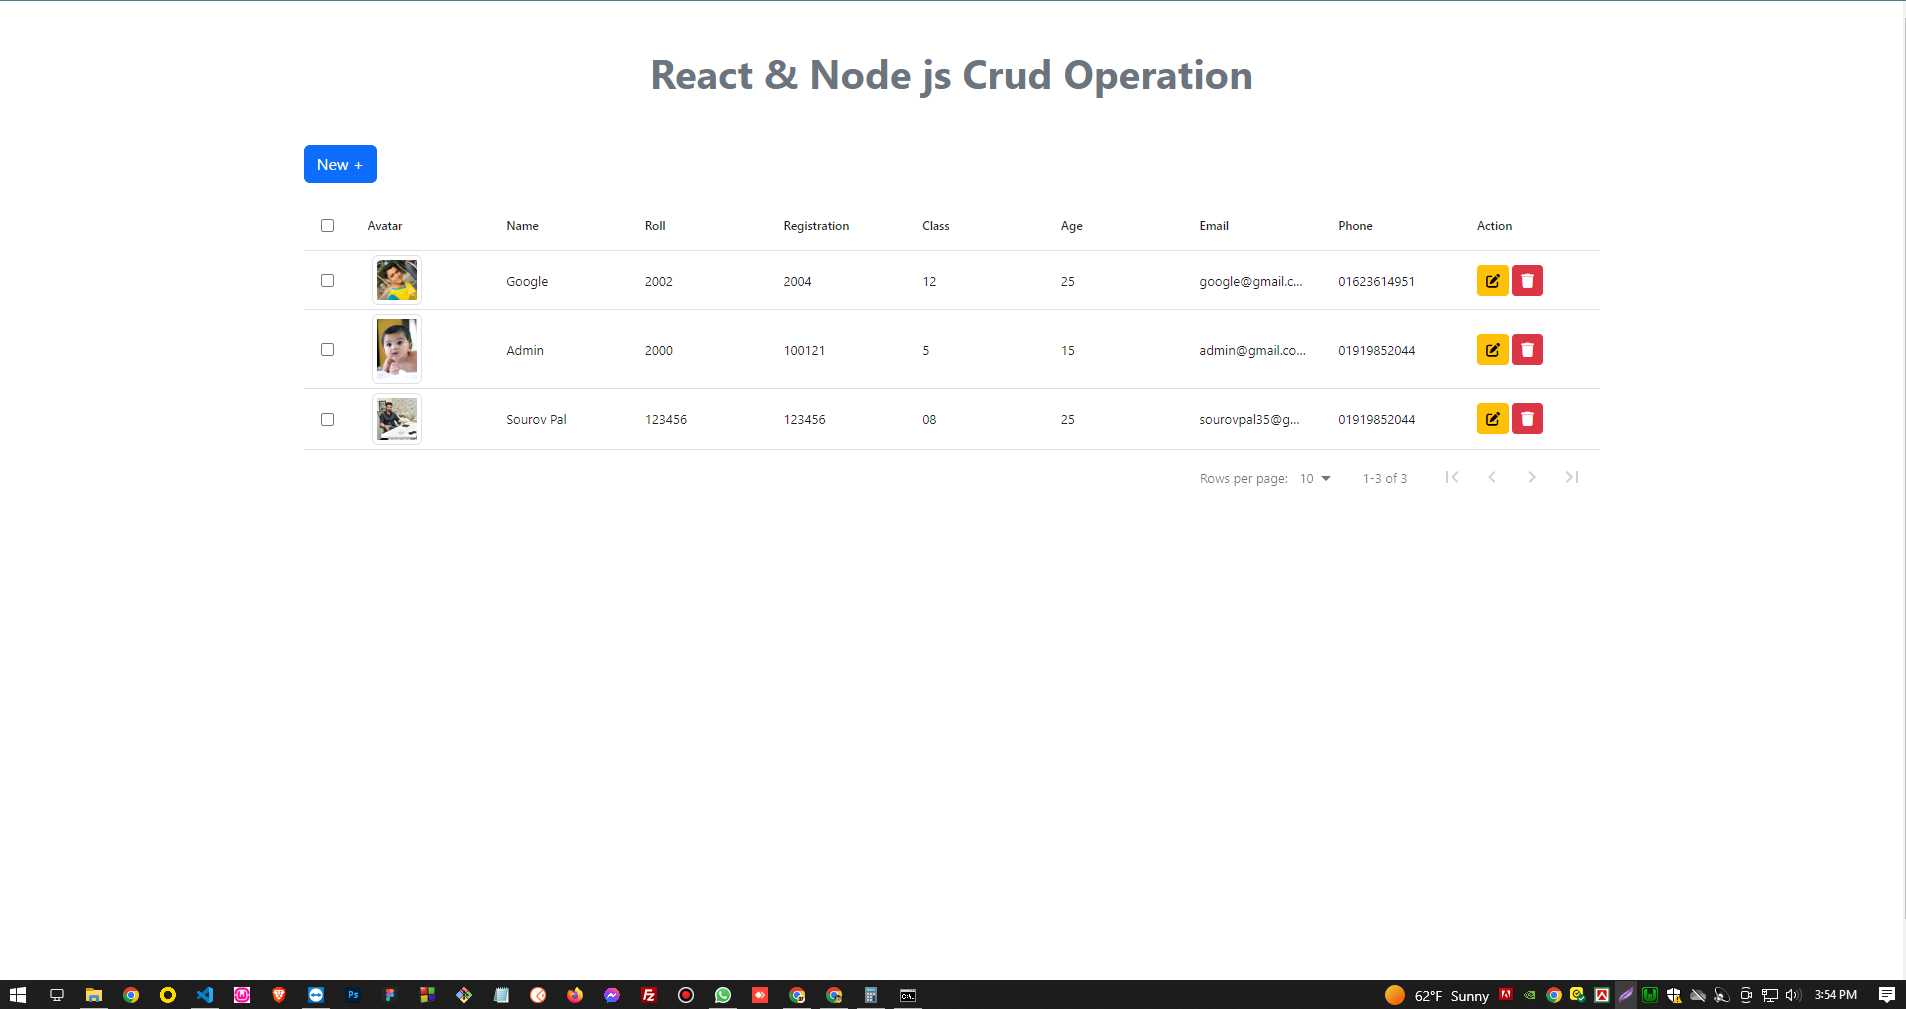 React & Node js Crud Operation
New +
Avatar Name Roll Registration Class Age Email Phone Action
Google 2002 2004 12 25 google@gmail.c... 01623614951
Admin 2000 100121 5 15 admin@gmail.co... 01919852044
Sourov Pal 123456 123456 08 25 sourovpal35@g... 01919852044
Rows per page: 10 1-3 of 3
Ps Fz C:\ 62°F Sunny 3:54 PM